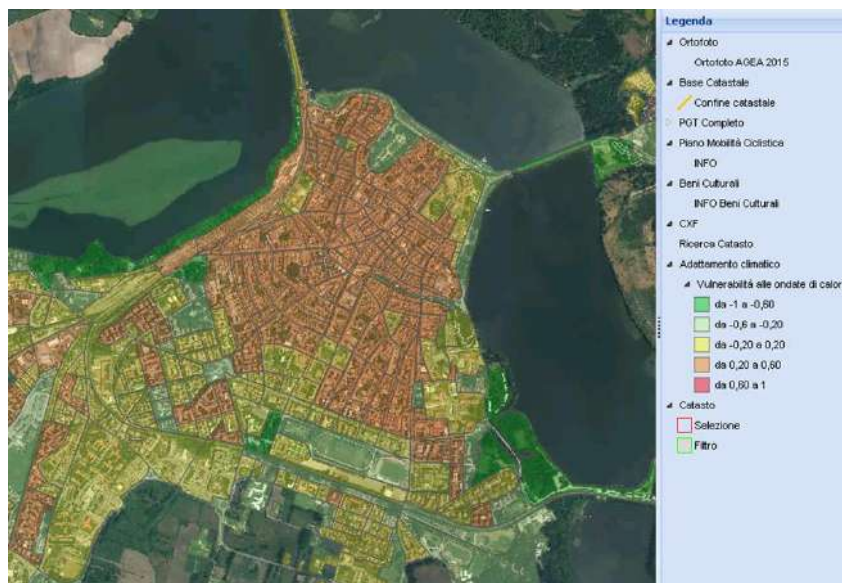 Legenda
Ortofoto
Ortofoto AGEA 2015
Base Catastale
Confine catastale
PGT Completo
Piano Mobilità Ciclistica
INFO
Beni Culturali
INFO Beni Culturali
CXF
Ricerca Catasto
Adattamento climatico
Vulnerabilità alle ondate di calor
da -1 a -0,60
da -0,6 a -0,20
da -0,20 a 0,20
da 0,20 a 0,60
da 0,60 a 1
Catasto
Selezione
Filtro